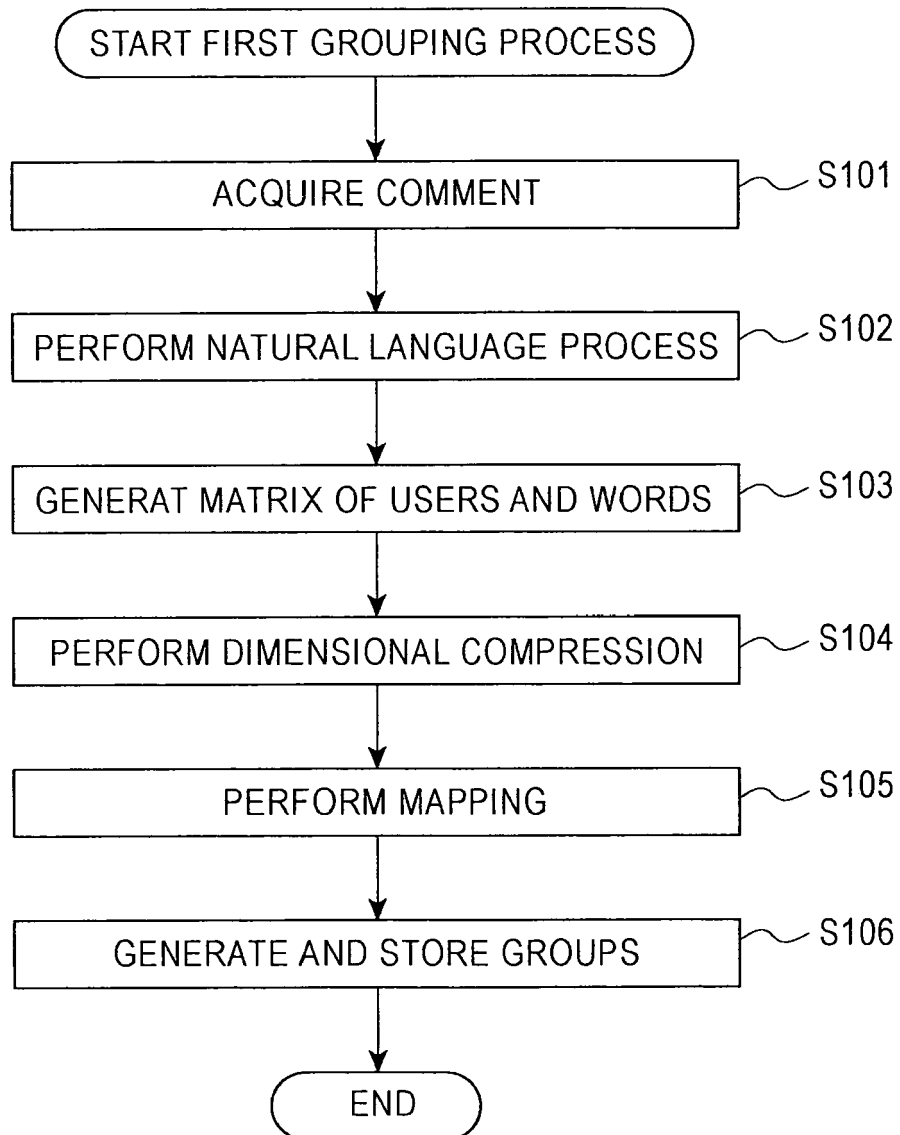 START FIRST GROUPING PROCESS
ACQUIRE COMMENT
S101
PERFORM NATURAL LANGUAGE PROCESS
S102
GENERAT MATRIX OF USERS AND WORDS
S103
PERFORM DIMENSIONAL COMPRESSION
S104
PERFORM MAPPING
S105
GENERATE AND STORE GROUPS
S106
END